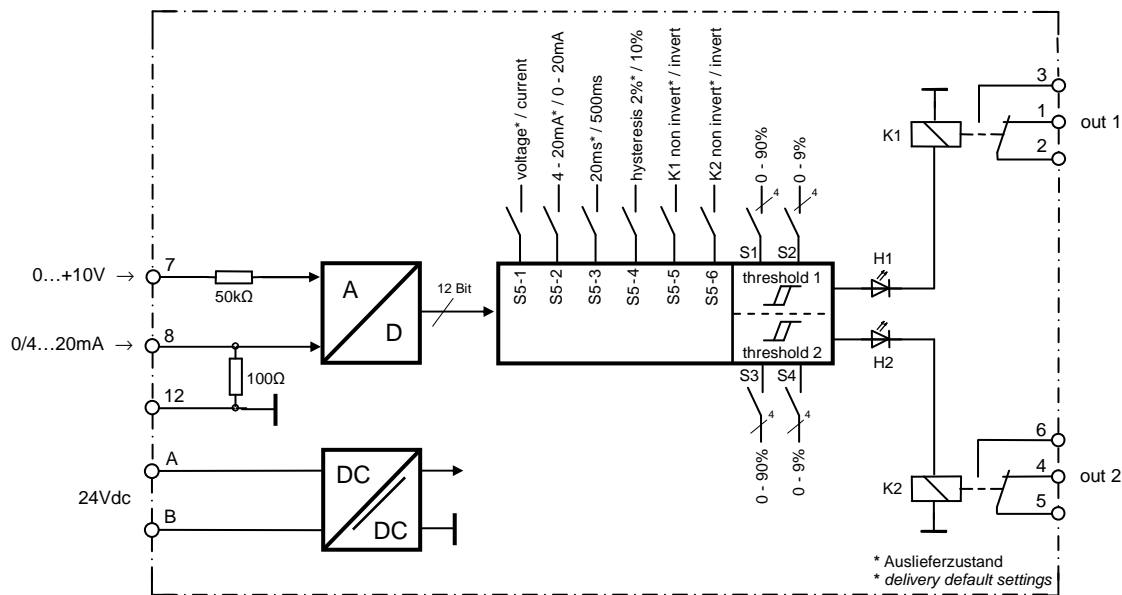 voltage* / current
4 - 20mA* / 0 - 20mA
20ms* / 500ms
hysteresis 2%* / 10%
K1 non invert* / invert
K2 non invert* / invert
0 - 90%
0 - 9%
4
4
S1
S2
S5-1
S5-2
S5-3
S5-4
S5-5
S5-6
threshold 1
threshold 2
H1
H2
K1
3
1
2
out 1
0…+10V →
7
50kΩ
A
D
12 Bit
0/4…20mA →
8
100Ω
12
S3
S4
4
4
0 - 90%
0 - 9%
24Vdc
A
B
DC
DC
K2
6
4
5
out 2
* Auslieferzustand
* delivery default settings